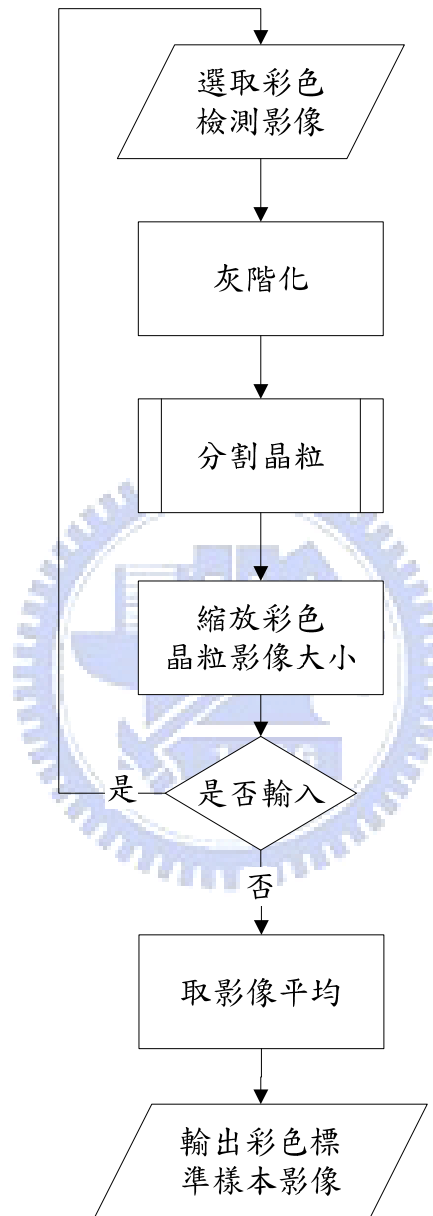 選取彩色
檢測影像
灰階化
分割晶粒
縮放彩色
晶粒影像大小
是否輸入
是
否
取影像平均
輸出彩色標
準樣本影像